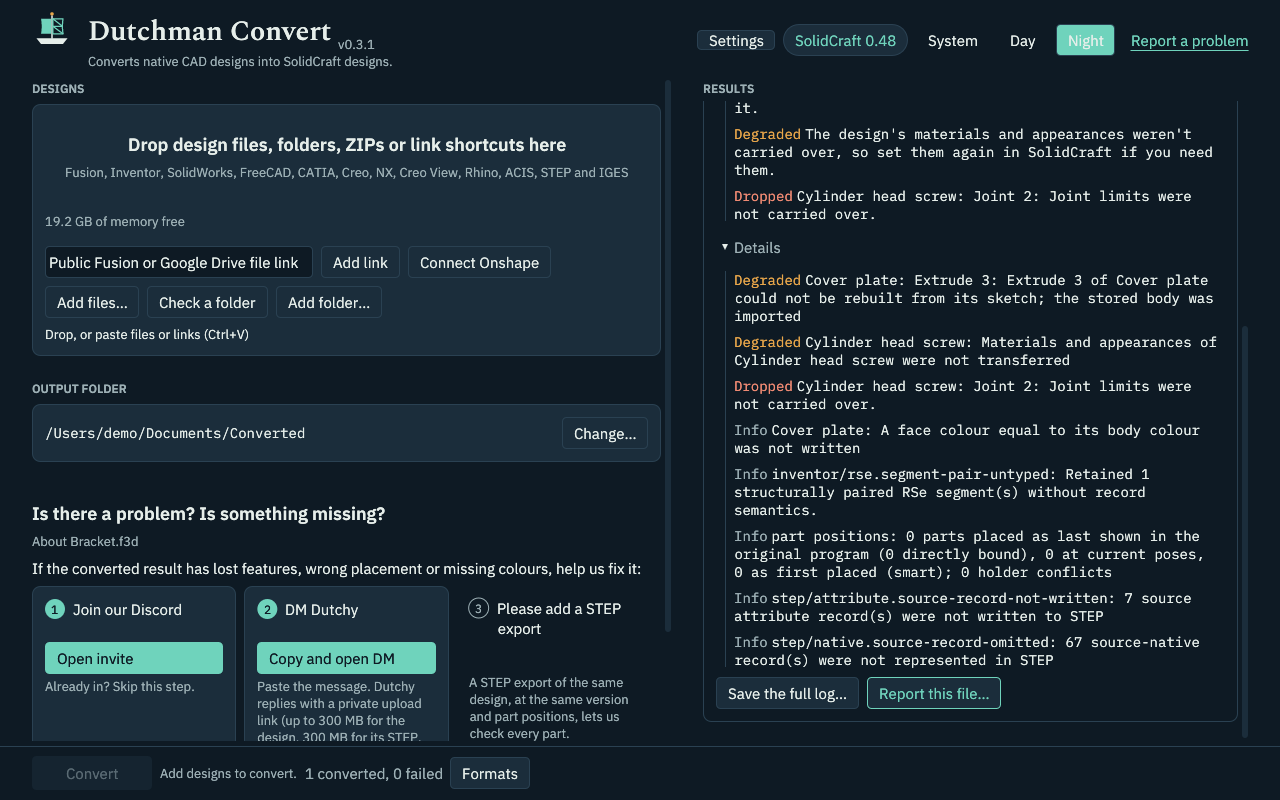 Dutchman Convert v0.3.1
Converts native CAD designs into SolidCraft designs.
Settings
SolidCraft 0.48
System
Day
Night
Report a problem
DESIGNS
Drop design files, folders, ZIPs or link shortcuts here
Fusion, Inventor, SolidWorks, FreeCAD, CATIA, Creo, NX, Creo View, Rhino, ACIS, STEP and IGES
19.2 GB of memory free
Public Fusion or Google Drive file link
Add link
Connect Onshape
Add files...
Check a folder
Add folder...
Drop, or paste files or links (Ctrl+V)
OUTPUT FOLDER
/Users/demo/Documents/Converted
Change...
Is there a problem? Is something missing?
About Bracket.f3d
If the converted result has lost features, wrong placement or missing colours, help us fix it:
1 Join our Discord
Open invite
Already in? Skip this step.
2 DM Dutchy
Copy and open DM
Paste the message. Dutchy
replies with a private upload
link (up to 300 MB for the
design, 300 MB for its STEP.
3 Please add a STEP
export
A STEP export of the same
design, at the same version
and part positions, lets us
check every part.
RESULTS
it.
Degraded The design's materials and appearances weren't
carried over, so set them again in SolidCraft if you need
them.
Dropped Cylinder head screw: Joint 2: Joint limits were
not carried over.
▾ Details
Degraded Cover plate: Extrude 3: Extrude 3 of Cover plate
could not be rebuilt from its sketch; the stored body was
imported
Degraded Cylinder head screw: Materials and appearances of
Cylinder head screw were not transferred
Dropped Cylinder head screw: Joint 2: Joint limits were
not carried over.
Info Cover plate: A face colour equal to its body colour
was not written
Info inventor/rse.segment-pair-untyped: Retained 1
structurally paired RSe segment(s) without record
semantics.
Info part positions: 0 parts placed as last shown in the
original program (0 directly bound), 0 at current poses,
0 as first placed (smart); 0 holder conflicts
Info step/attribute.source-record-not-written: 7 source
attribute record(s) were not written to STEP
Info step/native.source-record-omitted: 67 source-native
record(s) were not represented in STEP
Save the full log...
Report this file...
Convert
Add designs to convert.
1 converted, 0 failed
Formats